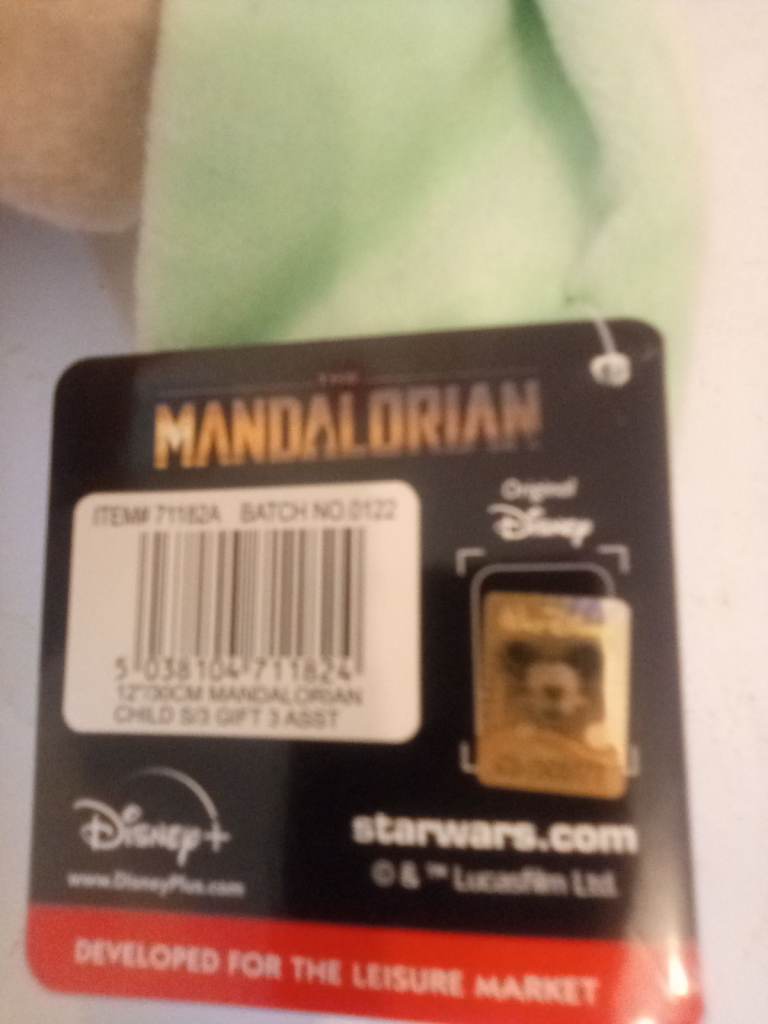 THE
MANDALORIAN
ITEM# 71182A BATCH NO.0122
5 038104 711824
12"/30CM MANDALORIAN
CHILD S/3 GIFT 3 ASST
Original
Disney
Disney+
www.DisneyPlus.com
starwars.com
© & ™ Lucasfilm Ltd.
DEVELOPED FOR THE LEISURE MARKET